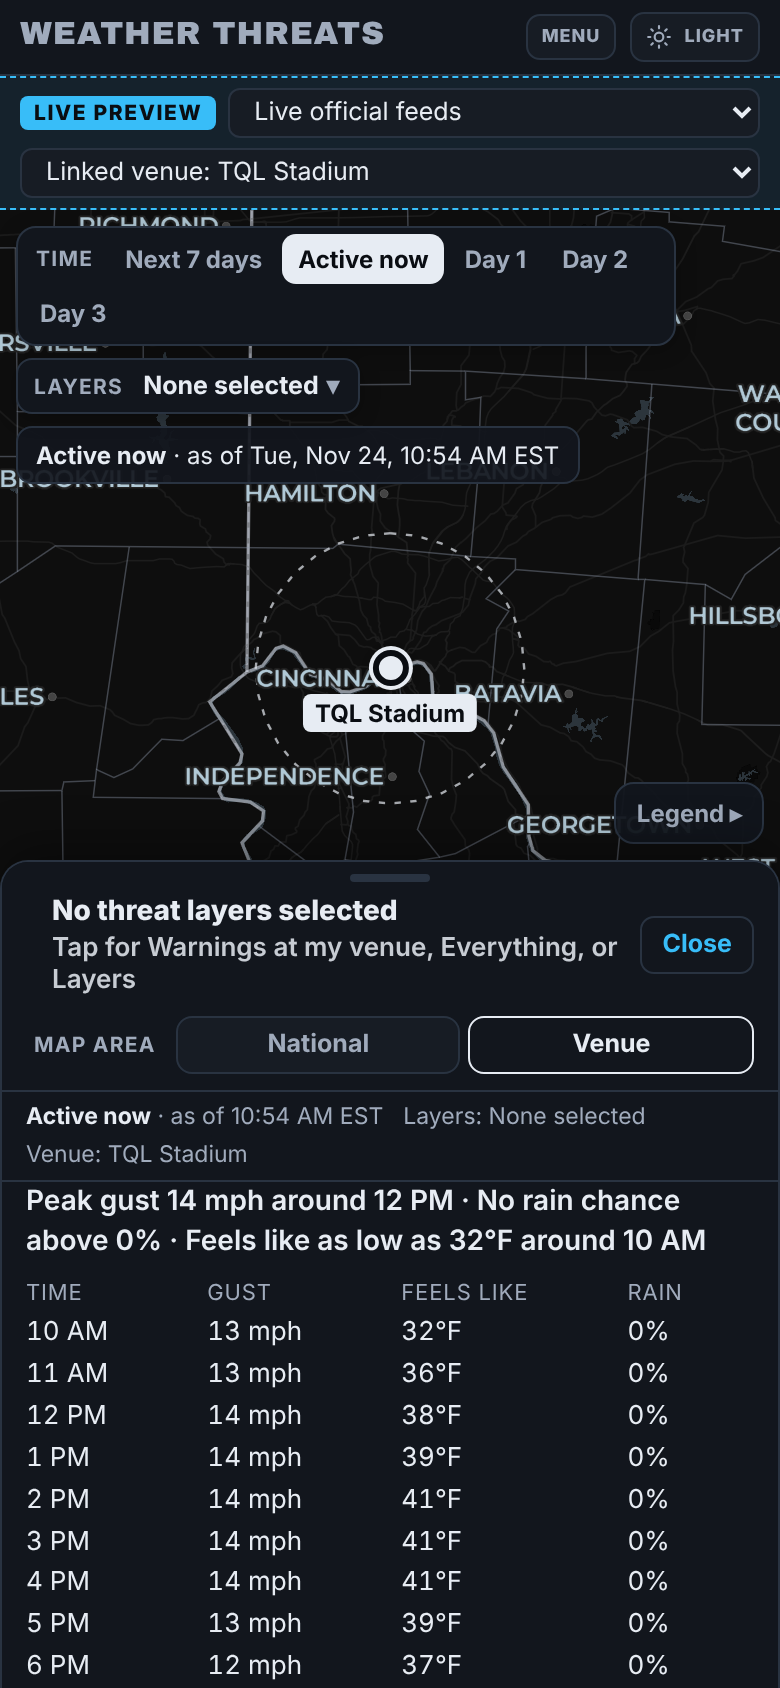 WEATHER THREATS
MENU
LIGHT
LIVE PREVIEW
Live official feeds
Linked venue: TQL Stadium
RICHMOND
TIME
Next 7 days
Active now
Day 1
Day 2
Day 3
RSVILLE
A
LAYERS
None selected ▾
WA
COU
Active now · as of Tue, Nov 24, 10:54 AM EST
LEBANON
BROOKVILLE
HAMILTON
HILLSBO
CINCINNA
LES
BATAVIA
TQL Stadium
INDEPENDENCE
Legend ▸
GEORGETOWN
WEST
No threat layers selected
Tap for Warnings at my venue, Everything, or
Layers
Close
MAP AREA
National
Venue
Active now · as of 10:54 AM EST Layers: None selected
Venue: TQL Stadium
Peak gust 14 mph around 12 PM · No rain chance
above 0% · Feels like as low as 32°F around 10 AM
TIME GUST FEELS LIKE RAIN
10 AM 13 mph 32°F 0%
11 AM 13 mph 36°F 0%
12 PM 14 mph 38°F 0%
1 PM 14 mph 39°F 0%
2 PM 14 mph 41°F 0%
3 PM 14 mph 41°F 0%
4 PM 14 mph 41°F 0%
5 PM 13 mph 39°F 0%
6 PM 12 mph 37°F 0%